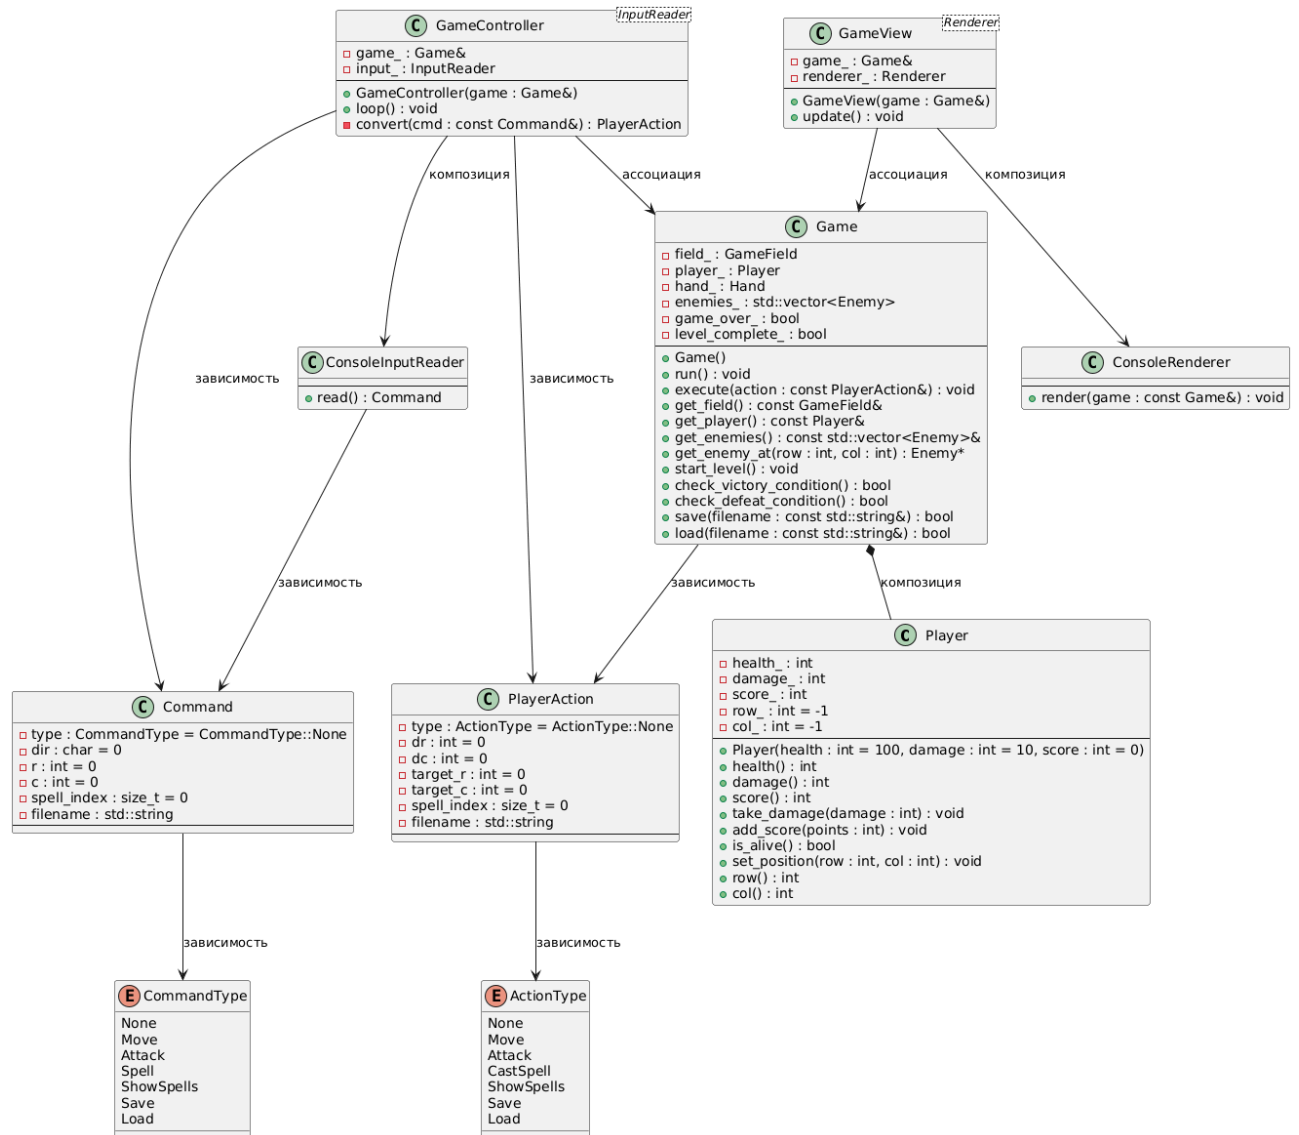 InputReader
C GameController
game_ : Game&
input_ : InputReader
GameController(game : Game&)
loop() : void
convert(cmd : const Command&) : PlayerAction
Renderer
C GameView
game_ : Game&
renderer_ : Renderer
GameView(game : Game&)
update() : void
композиция
ассоциация
ассоциация
композиция
C Game
field_ : GameField
player_ : Player
hand_ : Hand
enemies_ : std::vector<Enemy>
game_over_ : bool
level_complete_ : bool
Game()
run() : void
execute(action : const PlayerAction&) : void
get_field() : const GameField&
get_player() : const Player&
get_enemies() : const std::vector<Enemy>&
get_enemy_at(row : int, col : int) : Enemy*
start_level() : void
check_victory_condition() : bool
check_defeat_condition() : bool
save(filename : const std::string&) : bool
load(filename : const std::string&) : bool
зависимость
C ConsoleInputReader
read() : Command
зависимость
C ConsoleRenderer
render(game : const Game&) : void
зависимость
зависимость
композиция
C Command
type : CommandType = CommandType::None
dir : char = 0
r : int = 0
c : int = 0
spell_index : size_t = 0
filename : std::string
C PlayerAction
type : ActionType = ActionType::None
dr : int = 0
dc : int = 0
target_r : int = 0
target_c : int = 0
spell_index : size_t = 0
filename : std::string
C Player
health_ : int
damage_ : int
score_ : int
row_ : int = -1
col_ : int = -1
Player(health : int = 100, damage : int = 10, score : int = 0)
health() : int
damage() : int
score() : int
take_damage(damage : int) : void
add_score(points : int) : void
is_alive() : bool
set_position(row : int, col : int) : void
row() : int
col() : int
зависимость
зависимость
E CommandType
None
Move
Attack
Spell
ShowSpells
Save
Load
E ActionType
None
Move
Attack
CastSpell
ShowSpells
Save
Load